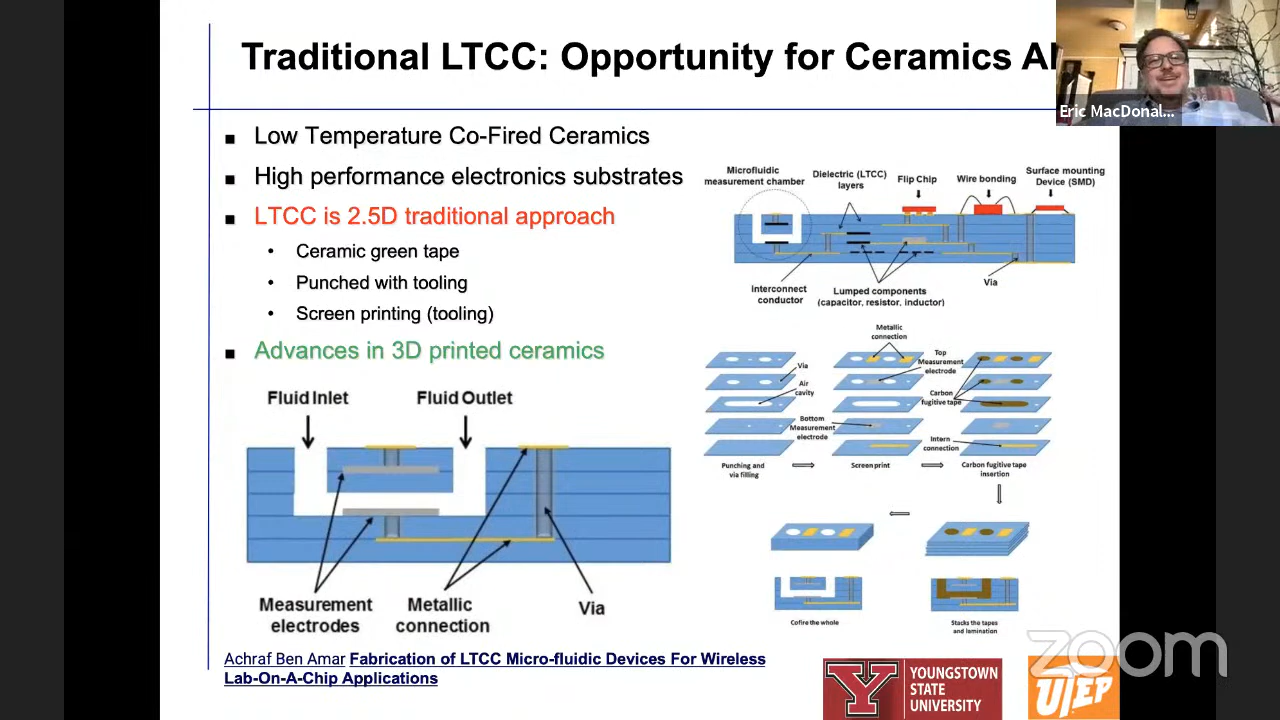 Traditional LTCC: Opportunity for Ceramics A
Eric MacDonal...
■ Low Temperature Co-Fired Ceramics
■ High performance electronics substrates
■ LTCC is 2.5D traditional approach
• Ceramic green tape
• Punched with tooling
• Screen printing (tooling)
■ Advances in 3D printed ceramics
Fluid Inlet
Fluid Outlet
Measurement
electrodes
Metallic
connection
Via
Microfluidic
measurement chamber
Dielectric (LTCC)
layers
Flip Chip
Wire bonding
Surface mounting
Device (SMD)
Interconnect
conductor
Lumped components
(capacitor, resistor, inductor)
Via
Metallic
connection
Via
Air
cavity
Top
Measurement
electrode
Carbon
fugitive tape
Bottom
Measurement
electrode
Intern
connection
Punching and
via filling
Screen print
Carbon fugitive tape
insertion
Cofire the whole
Stacks the tapes
and lamination
Achraf Ben Amar Fabrication of LTCC Micro-fluidic Devices For Wireless
Lab-On-A-Chip Applications
Y
YOUNGSTOWN
STATE
UNIVERSITY
UTEP
zoom